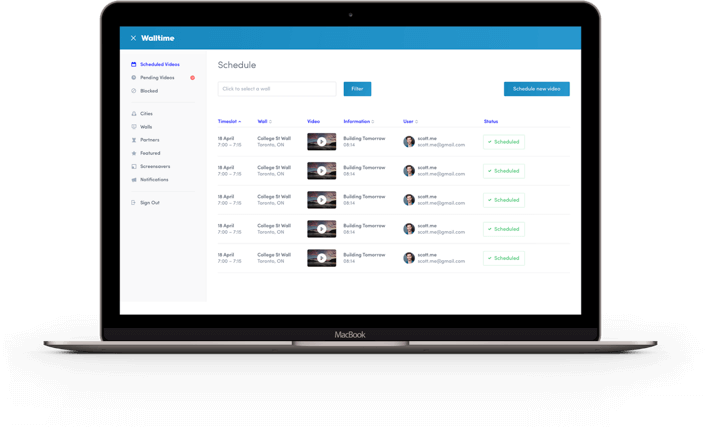 Walltime
Scheduled Videos
Pending Videos
Blocked
Cities
Walls
Partners
Featured
Screensavers
Notifications
Sign Out
Schedule
Click to select a wall
Filter
Schedule new video
Timeslot Wall Video Information User Status
18 April College St Wall Building Tomorrow scott.me
7:00 – 7:15 Toronto, ON 08:14 scott.me@gmail.com Scheduled
18 April College St Wall Building Tomorrow scott.me
7:00 – 7:15 Toronto, ON 08:14 scott.me@gmail.com Scheduled
18 April College St Wall Building Tomorrow scott.me
7:00 – 7:15 Toronto, ON 08:14 scott.me@gmail.com Scheduled
18 April College St Wall Building Tomorrow scott.me
7:00 – 7:15 Toronto, ON 08:14 scott.me@gmail.com Scheduled
18 April College St Wall Building Tomorrow scott.me
7:00 – 7:15 Toronto, ON 08:14 scott.me@gmail.com Scheduled
MacBook